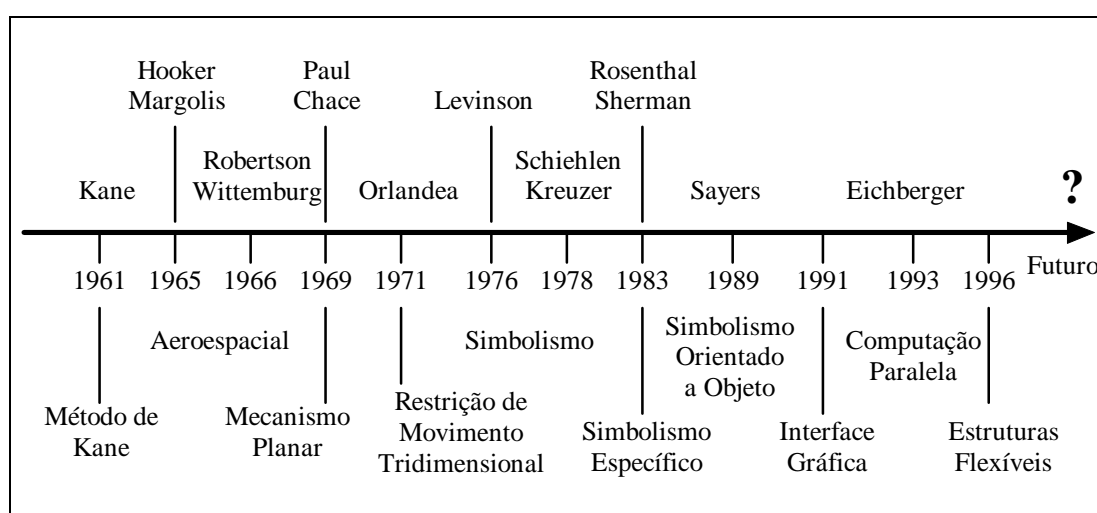 Hooker
Margolis
Paul
Chace
Levinson
Rosenthal
Sherman
Kane
Robertson
Wittemburg
Orlandea
Schiehlen
Kreuzer
Sayers
Eichberger
?
1961
1965
1966
1969
1971
1976
1978
1983
1989
1991
1993
1996
Futuro
Aeroespacial
Simbolismo
Simbolismo
Orientado
a Objeto
Computação
Paralela
Método de
Kane
Mecanismo
Planar
Restrição de
Movimento
Tridimensional
Simbolismo
Específico
Interface
Gráfica
Estruturas
Flexíveis